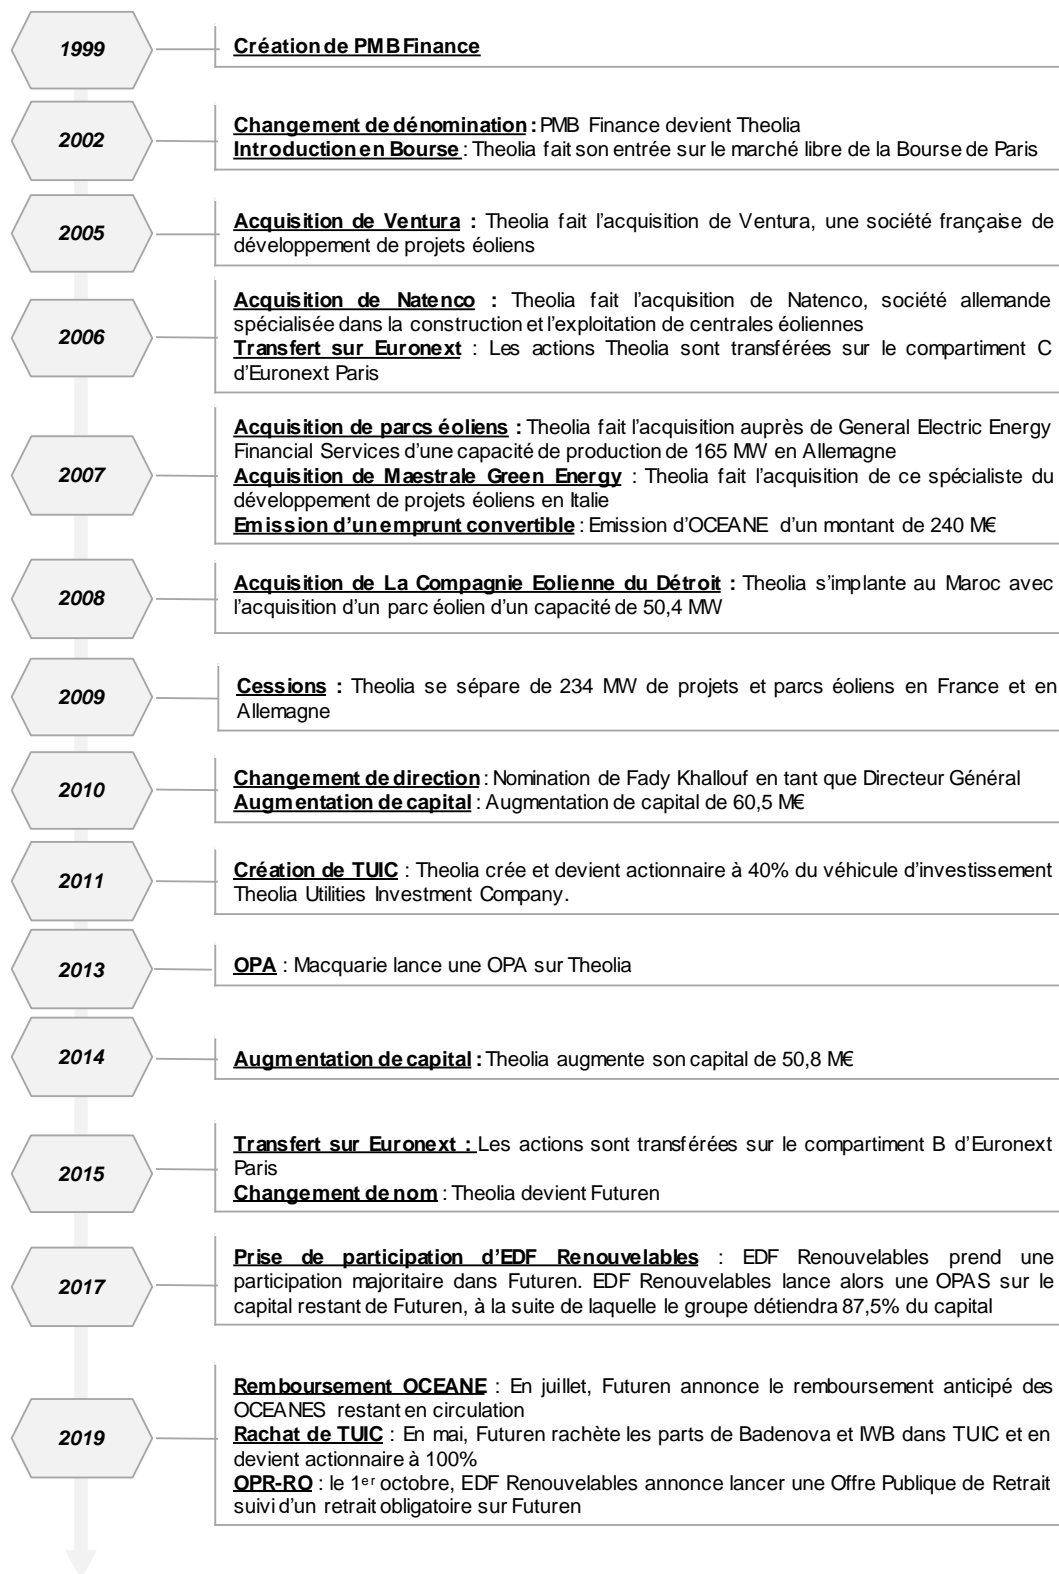 1999
Création de PMB Finance
2002
Changement de dénomination : PMB Finance devient Theolia
Introduction en Bourse : Theolia fait son entrée sur le marché libre de la Bourse de Paris
2005
Acquisition de Ventura : Theolia fait l'acquisition de Ventura, une société française de
développement de projets éoliens
2006
Acquisition de Natenco : Theolia fait l'acquisition de Natenco, société allemande
spécialisée dans la construction et l'exploitation de centrales éoliennes
Transfert sur Euronext : Les actions Theolia sont transférées sur le compartiment C
d'Euronext Paris
2007
Acquisition de parcs éoliens : Theolia fait l'acquisition auprès de General Electric Energy
Financial Services d'une capacité de production de 165 MW en Allemagne
Acquisition de Maestrale Green Energy : Theolia fait l'acquisition de ce spécialiste du
développement de projets éoliens en Italie
Emission d'un emprunt convertible : Emission d'OCEANE d'un montant de 240 M€
2008
Acquisition de La Compagnie Eolienne du Détroit : Theolia s'implante au Maroc avec
l'acquisition d'un parc éolien d'un capacité de 50,4 MW
2009
Cessions : Theolia se sépare de 234 MW de projets et parcs éoliens en France et en
Allemagne
2010
Changement de direction : Nomination de Fady Khallouf en tant que Directeur Général
Augmentation de capital : Augmentation de capital de 60,5 M€
2011
Création de TUIC : Theolia crée et devient actionnaire à 40% du véhicule d'investissement
Theolia Utilities Investment Company.
2013
OPA : Macquarie lance une OPA sur Theolia
2014
Augmentation de capital : Theolia augmente son capital de 50,8 M€
2015
Transfert sur Euronext : Les actions sont transférées sur le compartiment B d'Euronext
Paris
Changement de nom : Theolia devient Futuren
2017
Prise de participation d'EDF Renouvelables : EDF Renouvelables prend une
participation majoritaire dans Futuren. EDF Renouvelables lance alors une OPAS sur le
capital restant de Futuren, à la suite de laquelle le groupe détiendra 87,5% du capital
2019
Remboursement OCEANE : En juillet, Futuren annonce le remboursement anticipé des
OCEANES restant en circulation
Rachat de TUIC : En mai, Futuren rachète les parts de Badenova et IWB dans TUIC et en
devient actionnaire à 100%
OPR-RO : le 1er octobre, EDF Renouvelables annonce lancer une Offre Publique de Retrait
suivi d'un retrait obligatoire sur Futuren